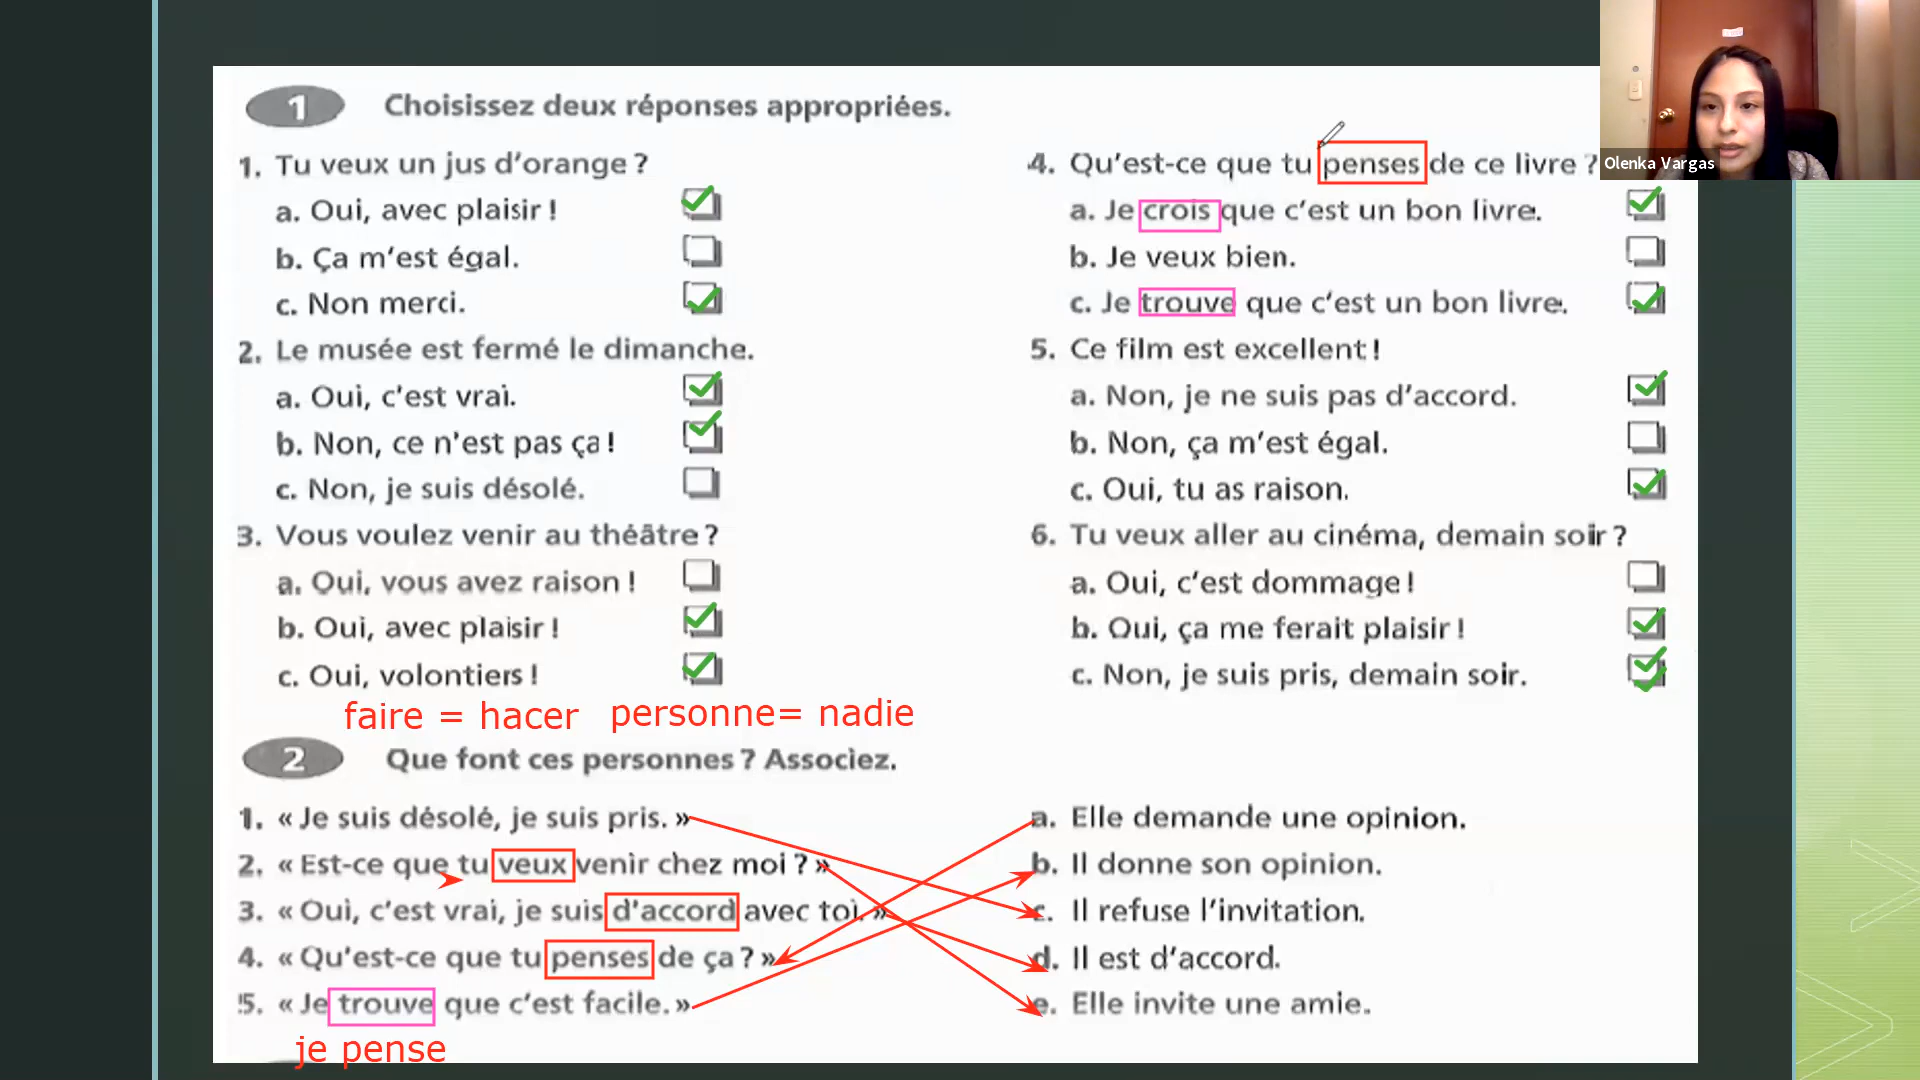 1 Choisissez deux réponses appropriées.
1. Tu veux un jus d'orange ?
a. Oui, avec plaisir !
b. Ça m'est égal.
c. Non merci.
2. Le musée est fermé le dimanche.
a. Oui, c'est vrai.
b. Non, ce n'est pas ça !
c. Non, je suis désolé.
3. Vous voulez venir au théâtre ?
a. Oui, vous avez raison !
b. Oui, avec plaisir !
c. Oui, volontiers !
4. Qu'est-ce que tu penses de ce livre ?
a. Je crois que c'est un bon livre.
b. Je veux bien.
c. Je trouve que c'est un bon livre.
5. Ce film est excellent !
a. Non, je ne suis pas d'accord.
b. Non, ça m'est égal.
c. Oui, tu as raison.
6. Tu veux aller au cinéma, demain soir ?
a. Oui, c'est dommage !
b. Oui, ça me ferait plaisir !
c. Non, je suis pris, demain soir.
Olenka Vargas
faire = hacer personne= nadie
2 Que font ces personnes ? Associez.
1. « Je suis désolé, je suis pris. »
2. « Est-ce que tu veux venir chez moi ? »
3. « Oui, c'est vrai, je suis d'accord avec toi. »
4. « Qu'est-ce que tu penses de ça ? »
5. « Je trouve que c'est facile. »
je pense
a. Elle demande une opinion.
b. Il donne son opinion.
c. Il refuse l'invitation.
d. Il est d'accord.
e. Elle invite une amie.